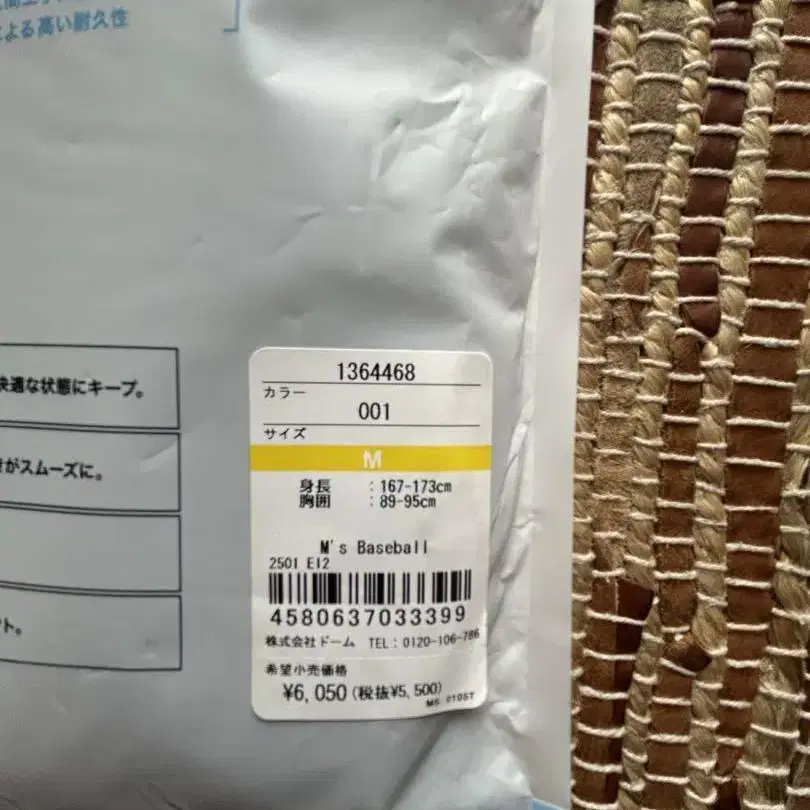 による高い耐久性
快適な状態にキープ。
がスムーズに。
ト。
1364468
カラー
001
サイズ
M
身長 :167-173cm
胸囲 :89-95cm
M's Baseball
2501 EI2
4580637033399
株式会社ドーム TEL:0120-106-786
希望小売価格
¥6,050(税抜¥5,500)